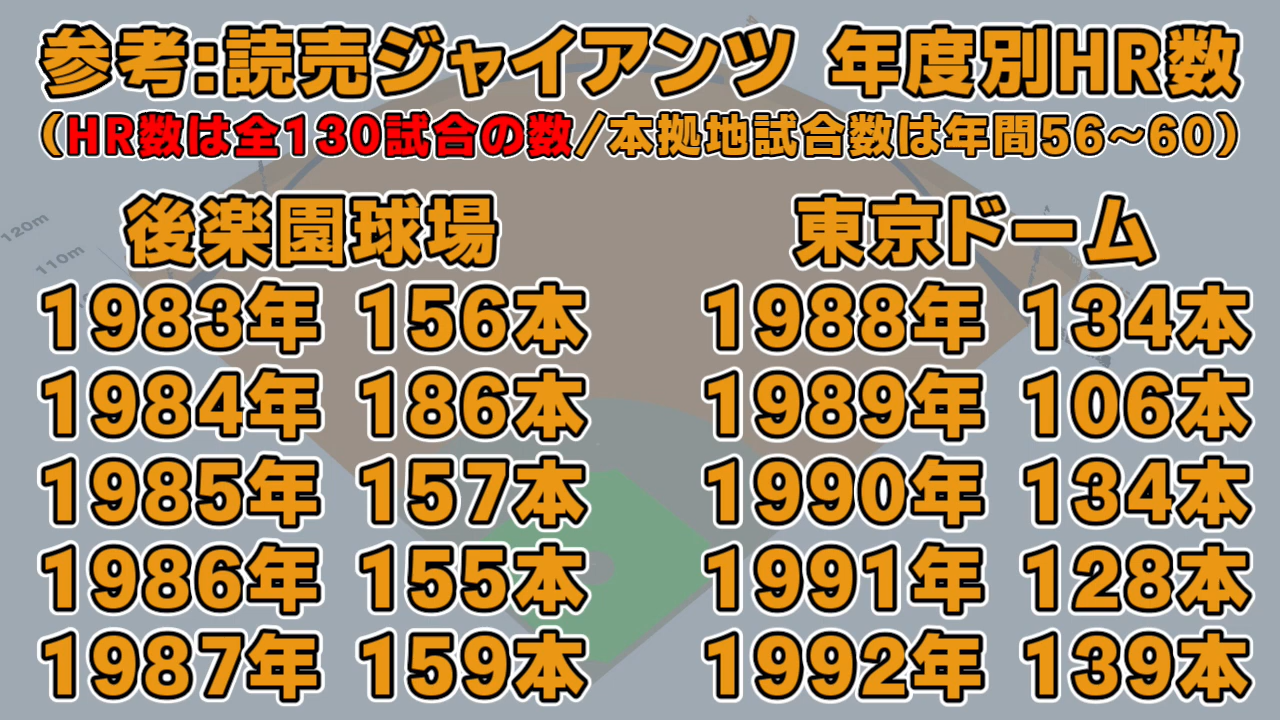 参考:読売ジャイアンツ 年度別HR数
(HR数は全130試合の数/本拠地試合数は年間56~60)
後楽園球場
1983年 156本
1984年 186本
1985年 157本
1986年 155本
1987年 159本
東京ドーム
1988年 134本
1989年 106本
1990年 134本
1991年 128本
1992年 139本
120m
110m